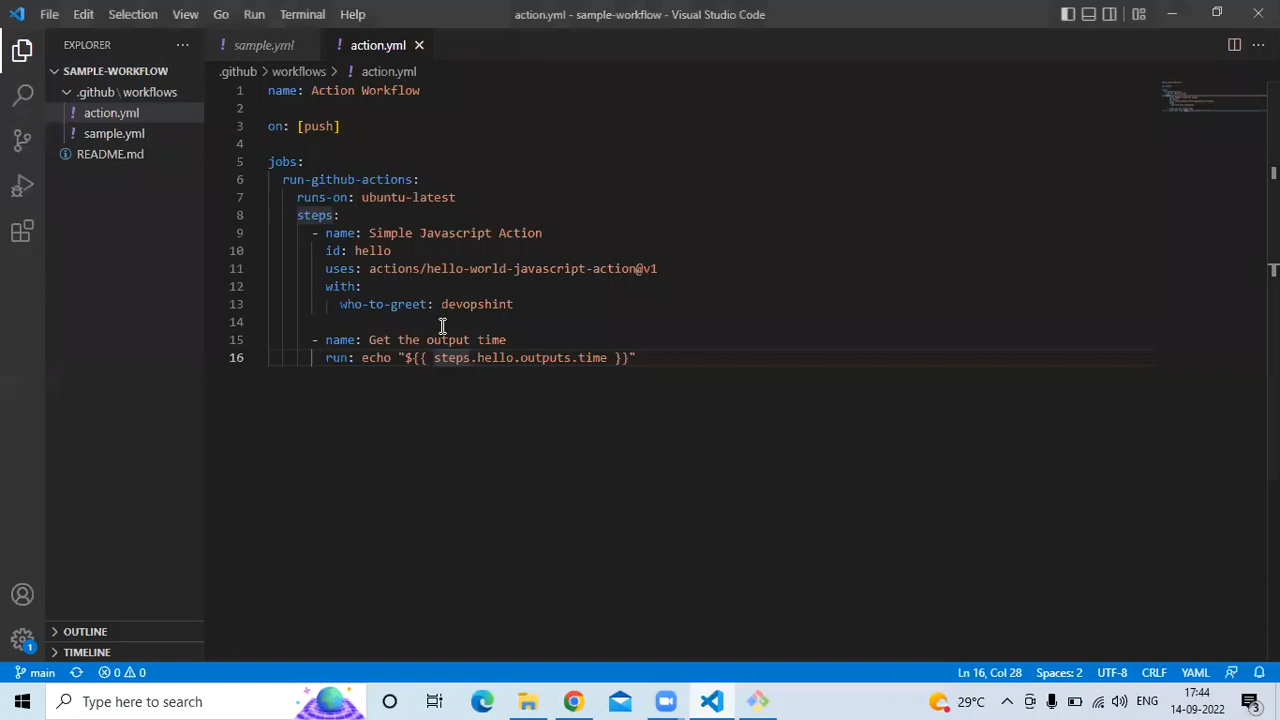 File Edit Selection View Go Run Terminal Help
action.yml - sample-workflow - Visual Studio Code
EXPLORER
SAMPLE-WORKFLOW
.github \ workflows
action.yml
sample.yml
README.md
OUTLINE
TIMELINE
sample.yml
action.yml
.github > workflows > action.yml
1 name: Action Workflow
2
3 on: [push]
4
5 jobs:
6 run-github-actions:
7 runs-on: ubuntu-latest
8 steps:
9 - name: Simple Javascript Action
10 id: hello
11 uses: actions/hello-world-javascript-action@v1
12 with:
13 who-to-greet: devopshint
14
15 - name: Get the output time
16 run: echo "${{ steps.hello.outputs.time }}"
1
main 0 0
Ln 16, Col 28 Spaces: 2 UTF-8 CRLF YAML
Type here to search
29°C
ENG
17:44
14-09-2022
3